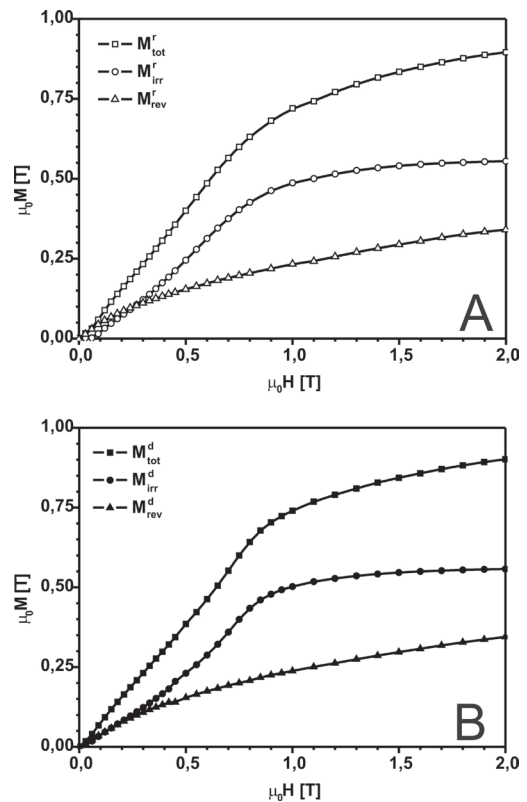 1,00
0,75
0,50
0,25
0,00
μ₀M [T]
M^r_tot
M^r_irr
M^r_rev
A
0,0 0,5 1,0 1,5 2,0
μ₀H [T]
1,00
0,75
0,50
0,25
0,00
μ₀M [T]
M^d_tot
M^d_irr
M^d_rev
B
0,0 0,5 1,0 1,5 2,0
μ₀H [T]